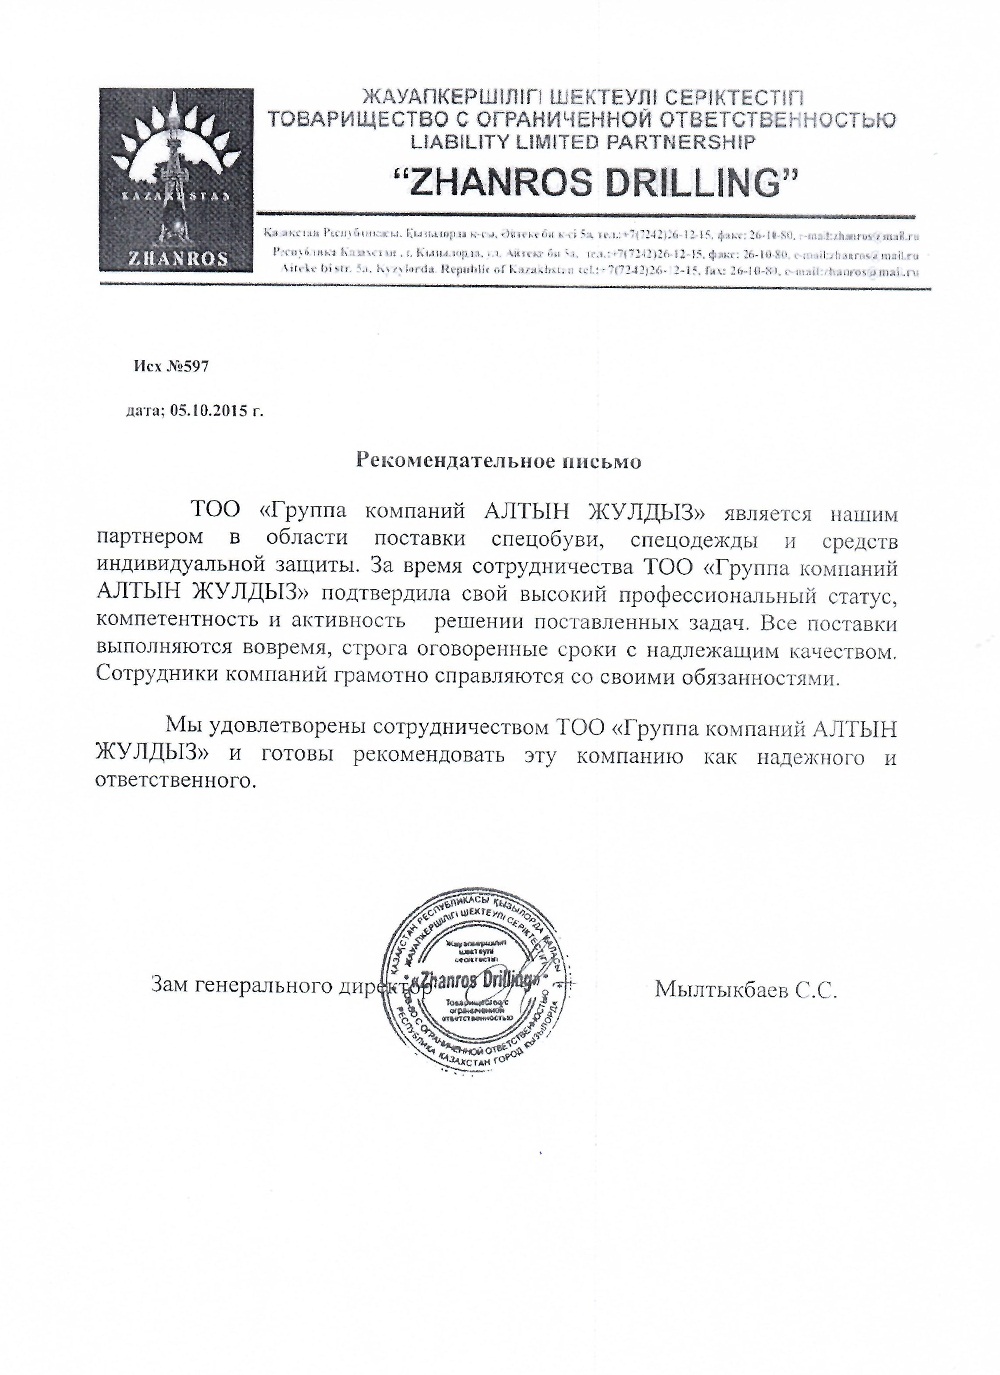 ЖАУАПКЕРШІЛІГІ ШЕКТЕУЛІ СЕРІКТЕСТІГІ
ТОВАРИЩЕСТВО С ОГРАНИЧЕННОЙ ОТВЕТСТВЕННОСТЬЮ
LIABILITY LIMITED PARTNERSHIP
“ZHANROS DRILLING”
KAZAKHSTAN
ZHANROS
Қазақстан Республикасы, Қызылорда қ-сы, Әйтеке би к-сі 5а, тел.:+7(7242)26-12-15, факс: 26-10-80, e-mail:zhanros@mail.ru
Республика Казахстан, г. Кызылорда, ул. Айтеке би 5а, тел.:+7(7242)26-12-15, факс: 26-10-80, e-mail:zhanros@mail.ru
Aiteke bi str. 5a, Kyzylorda, Republic of Kazakhstan tel.:+7(7242)26-12-15, fax: 26-10-80, e-mail:zhanros@mail.ru
Исх №597
дата; 05.10.2015 г.
Рекомендательное письмо
ТОО «Группа компаний АЛТЫН ЖУЛДЫЗ» является нашим
партнером в области поставки спецобуви, спецодежды и средств
индивидуальной защиты. За время сотрудничества ТОО «Группа компаний
АЛТЫН ЖУЛДЫЗ» подтвердила свой высокий профессиональный статус,
компетентность и активность решении поставленных задач. Все поставки
выполняются вовремя, строга оговоренные сроки с надлежащим качеством.
Сотрудники компаний грамотно справляются со своими обязанностями.
Мы удовлетворены сотрудничеством ТОО «Группа компаний АЛТЫН
ЖУЛДЫЗ» и готовы рекомендовать эту компанию как надежного и
ответственного.
ҚАЗАҚСТАН РЕСПУБЛИКАСЫ ҚЫЗЫЛОРДА ҚАЛАСЫ
ЖАУАПКЕРШІЛІГІ ШЕКТЕУЛІ СЕРІКТЕСТІГІ
Жауапкершілігі
шектеулі
серіктестігі
«Zhanros Drilling»
Товарищество с
ограниченной
ответственностью
ТОВ-ВО С ОГРАНИЧЕННОЙ ОТВЕТСТВЕННОСТЬЮ
РЕСПУБЛИКА КАЗАХСТАН ГОРОД КЫЗЫЛОРДА
Зам генерального директор
Мылтыкбаев С.С.